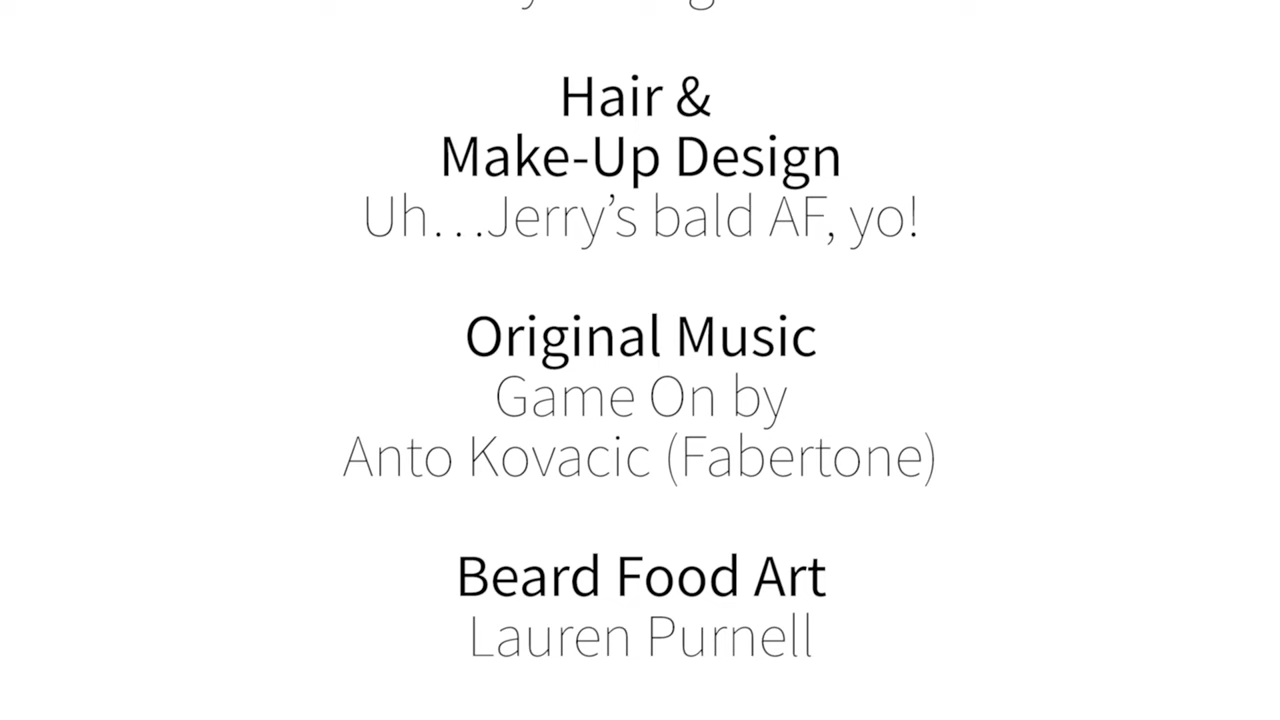 Hair &
Make-Up Design
Uh...Jerry’s bald AF, yo!
Original Music
Game On by
Anto Kovacic (Fabertone)
Beard Food Art
Lauren Purnell